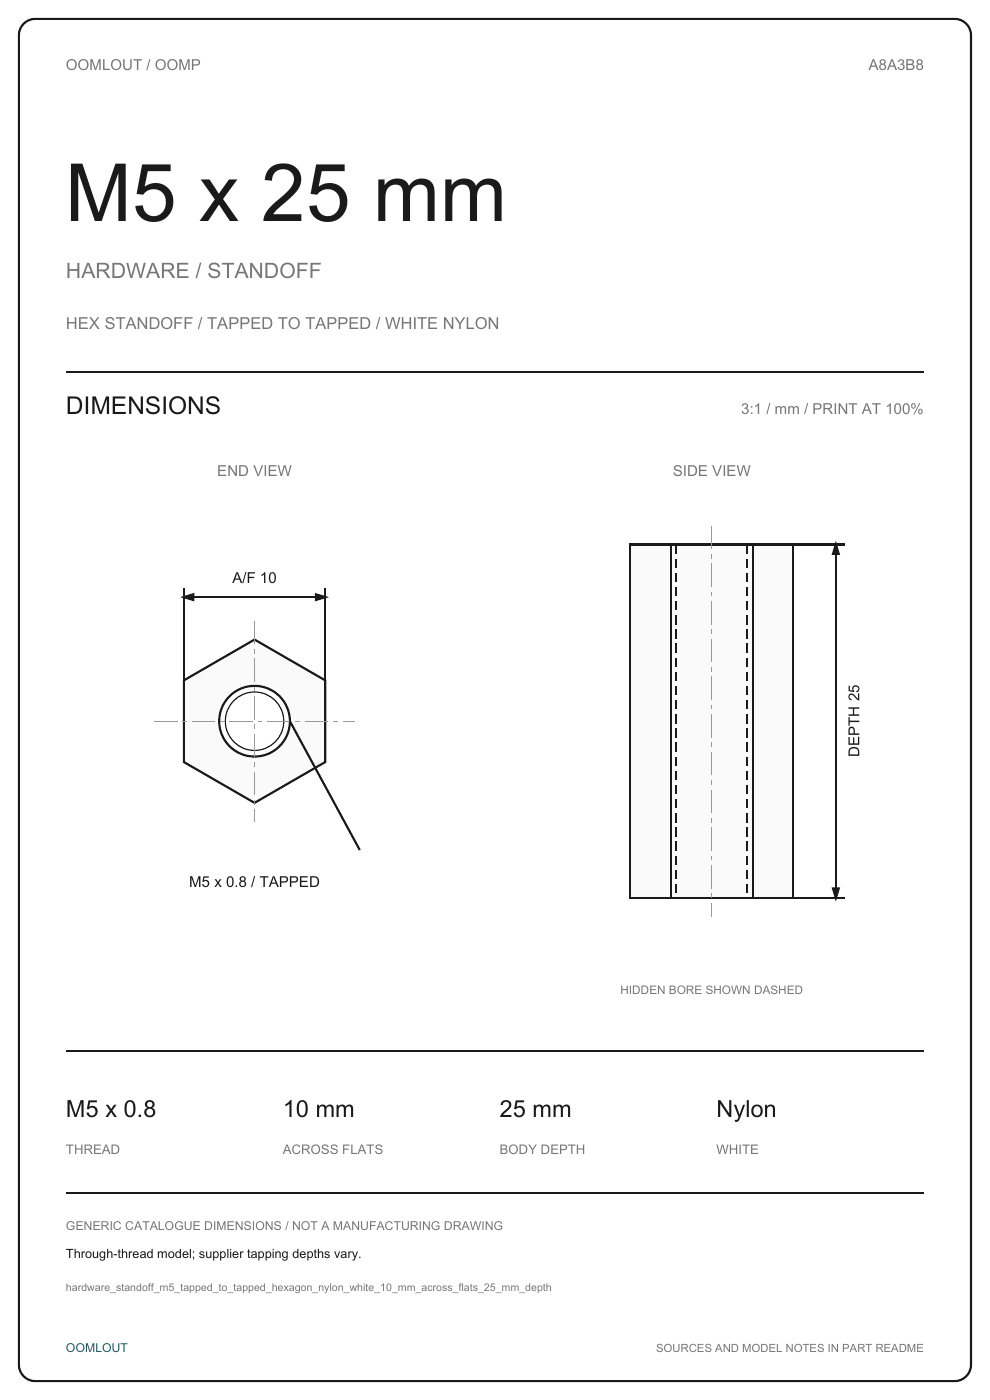 OOMLOUT / OOMP
A8A3B8
M5 x 25 mm
HARDWARE / STANDOFF
HEX STANDOFF / TAPPED TO TAPPED / WHITE NYLON
DIMENSIONS
3:1 / mm / PRINT AT 100%
END VIEW
SIDE VIEW
A/F 10
DEPTH 25
M5 x 0.8 / TAPPED
HIDDEN BORE SHOWN DASHED
M5 x 0.8
10 mm
25 mm
Nylon
THREAD
ACROSS FLATS
BODY DEPTH
WHITE
GENERIC CATALOGUE DIMENSIONS / NOT A MANUFACTURING DRAWING
Through-thread model; supplier tapping depths vary.
hardware_standoff_m5_tapped_to_tapped_hexagon_nylon_white_10_mm_across_flats_25_mm_depth
OOMLOUT
SOURCES AND MODEL NOTES IN PART README